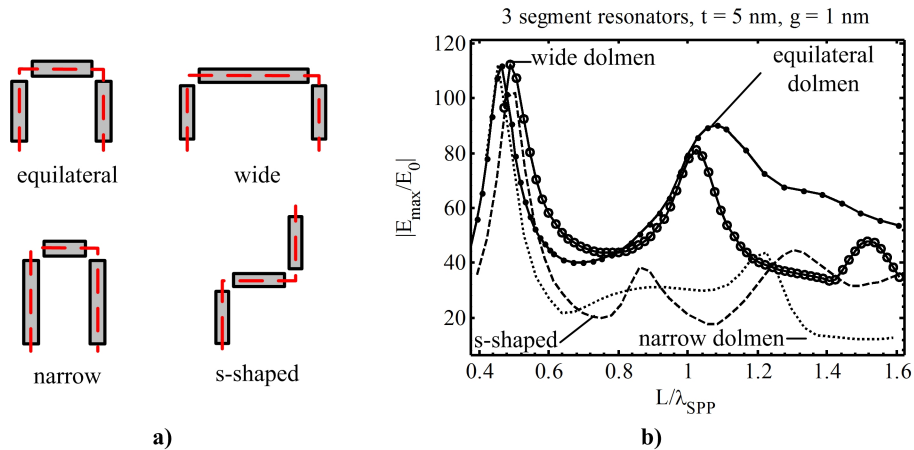 3 segment resonators, t = 5 nm, g = 1 nm
equilateral
wide
narrow
s-shaped
a)
120
100
80
60
40
20
|E_max/E_0|
wide dolmen
equilateral
dolmen
s-shaped
narrow dolmen
0.4
0.6
0.8
1
1.2
1.4
1.6
L/λ_SPP
b)